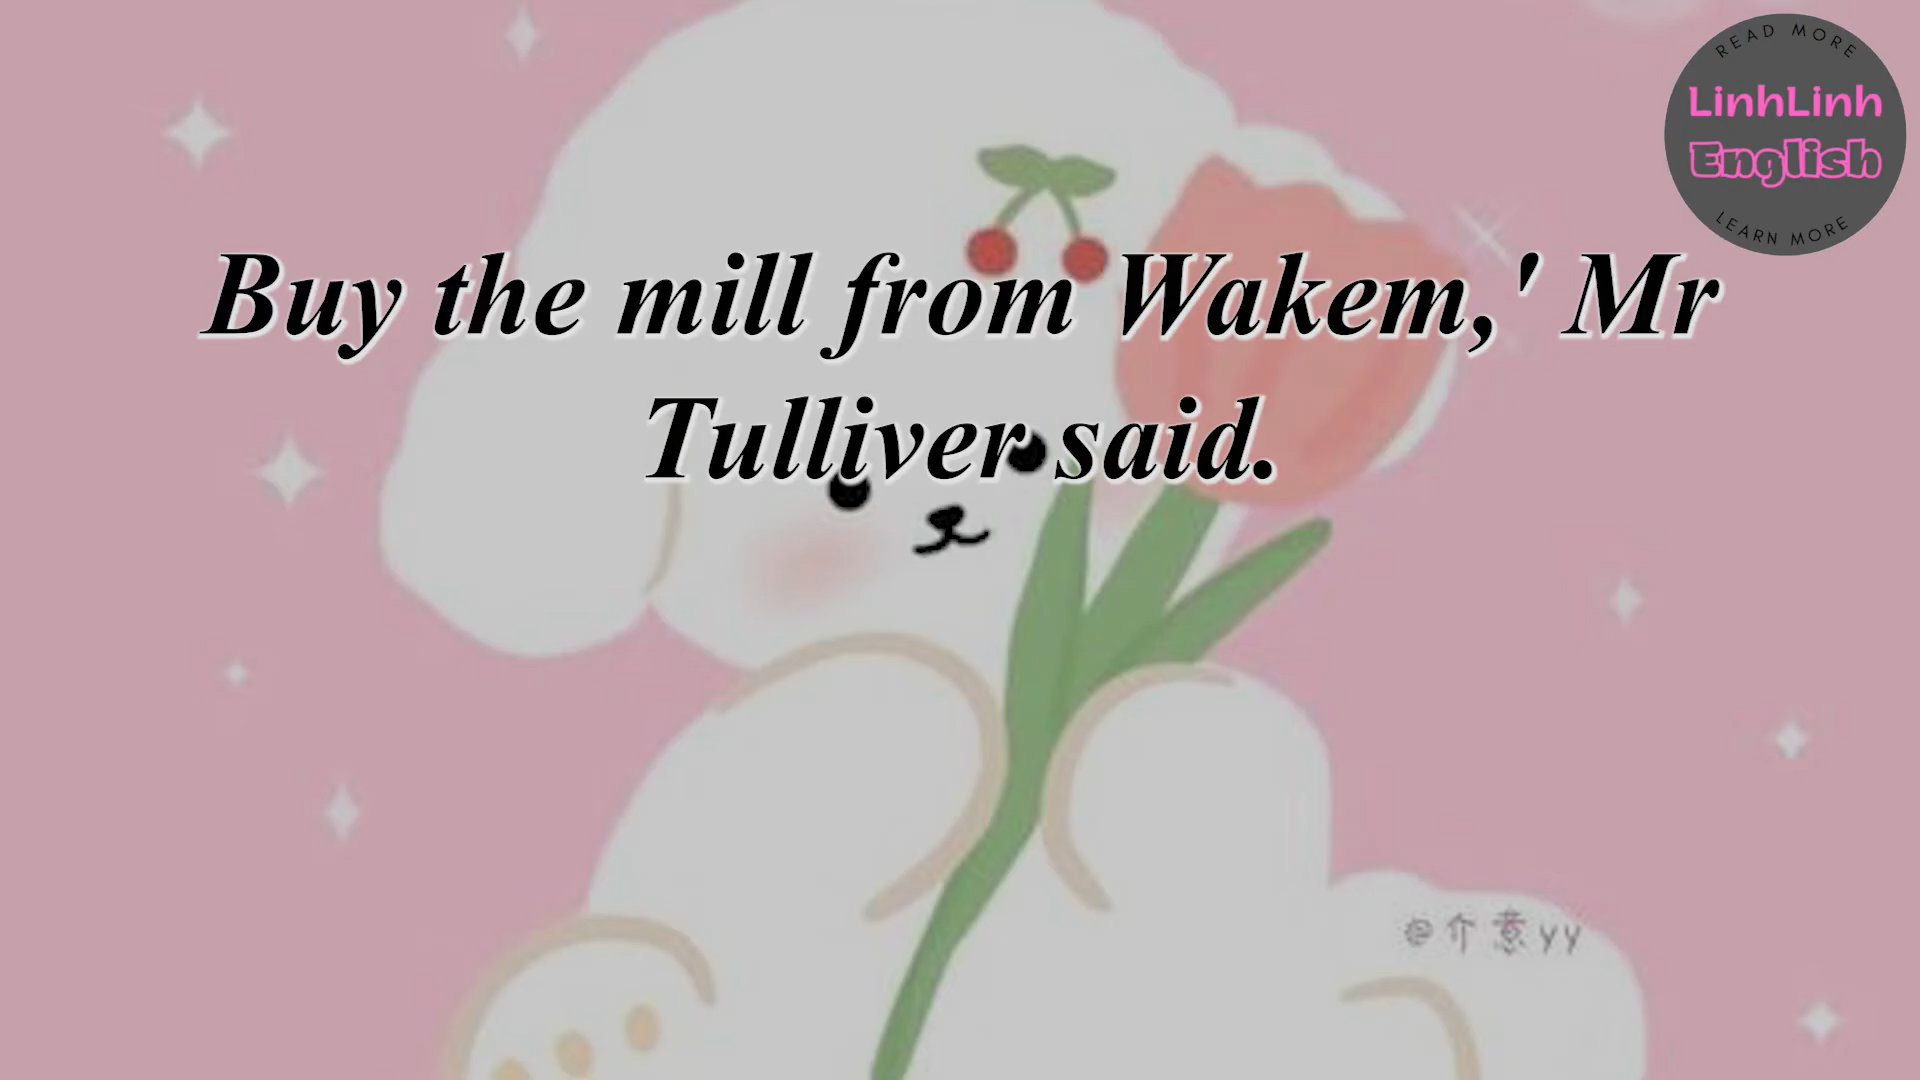 READ MORE
LinhLinh
English
LEARN MORE
Buy the mill from Wakem,' Mr
Tulliver said.
@介意yy